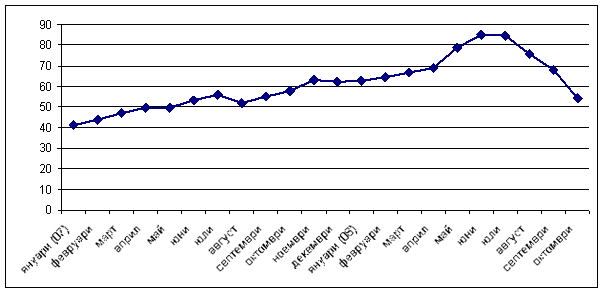 90
80
70
60
50
40
30
20
10
0
януари (07)
февруари
март
април
май
юни
юли
август
септември
октомври
ноември
декември
януари (08)
февруари
март
април
май
юни
юли
август
септември
октомври